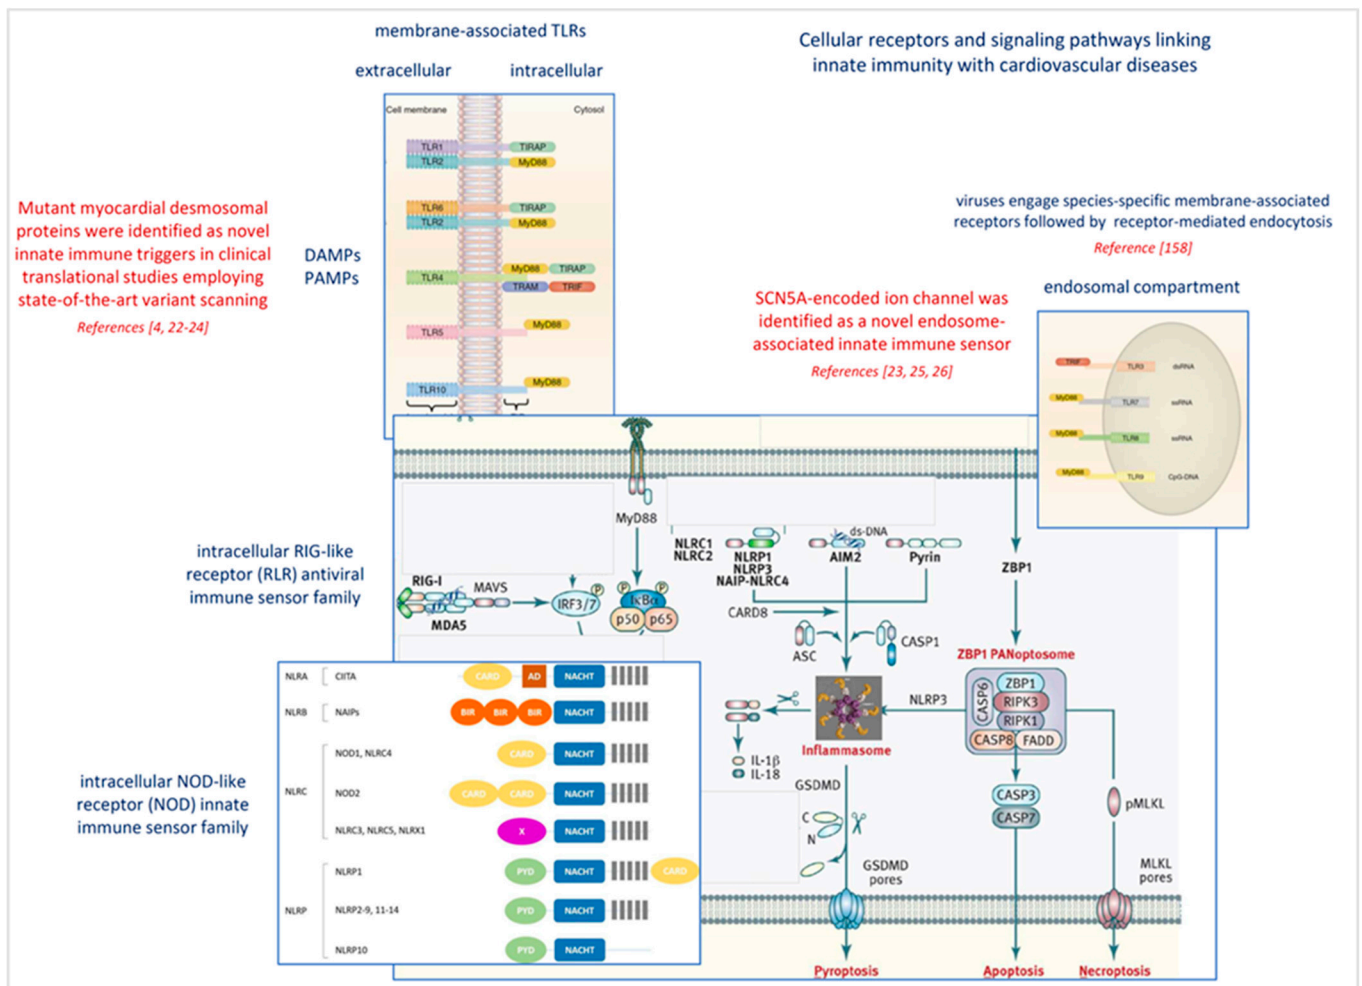 membrane-associated TLRs
extracellular
intracellular
Cellular receptors and signaling pathways linking
innate immunity with cardiovascular diseases
Cell membrane
Cytosol
TLR1
TIRAP
TLR2
MyD88
TLR6
TIRAP
TLR2
MyD88
TLR4
MyD88
TIRAP
TRAM
TRIF
TLR5
MyD88
TLR10
MyD88
Mutant myocardial desmosomal
proteins were identified as novel
innate immune triggers in clinical
translational studies employing
state-of-the-art variant scanning
References [4, 22-24]
DAMPs
PAMPs
viruses engage species-specific membrane-associated
receptors followed by receptor-mediated endocytosis
Reference [158]
SCN5A-encoded ion channel was
identified as a novel endosome-
associated innate immune sensor
References [23, 25, 26]
endosomal compartment
TRIF
TLR3
dsRNA
MyD88
TLR7
ssRNA
MyD88
TLR8
ssRNA
MyD88
TLR9
CpG-DNA
intracellular RIG-like
receptor (RLR) antiviral
immune sensor family
RIG-I
MAVS
MDA5
IRF3/7
P
MyD88
P
P
IκBα
p50
p65
NLRC1
NLRC2
NLRP1
NLRP3
NAIP-NLRC4
ds-DNA
AIM2
Pyrin
CARD8
ASC
CASP1
Inflammasome
NLRP3
IL-1β
IL-18
GSDMD
C
N
GSDMD
pores
Pyroptosis
ZBP1
ZBP1 PANoptosome
CASP6
ZBP1
RIPK3
RIPK1
CASP8
FADD
CASP3
CASP7
Apoptosis
pMLKL
MLKL
pores
Necroptosis
intracellular NOD-like
receptor (NOD) innate
immune sensor family
NLRA
CIITA
CARD
AD
NACHT
NLRB
NAIPs
BIR
BIR
BIR
NACHT
NLRC
NOD1, NLRC4
CARD
NACHT
NOD2
CARD
CARD
NACHT
NLRC3, NLRC5, NLRX1
X
NACHT
NLRP
NLRP1
PYD
NACHT
CARD
NLRP2-9, 11-14
PYD
NACHT
NLRP10
PYD
NACHT